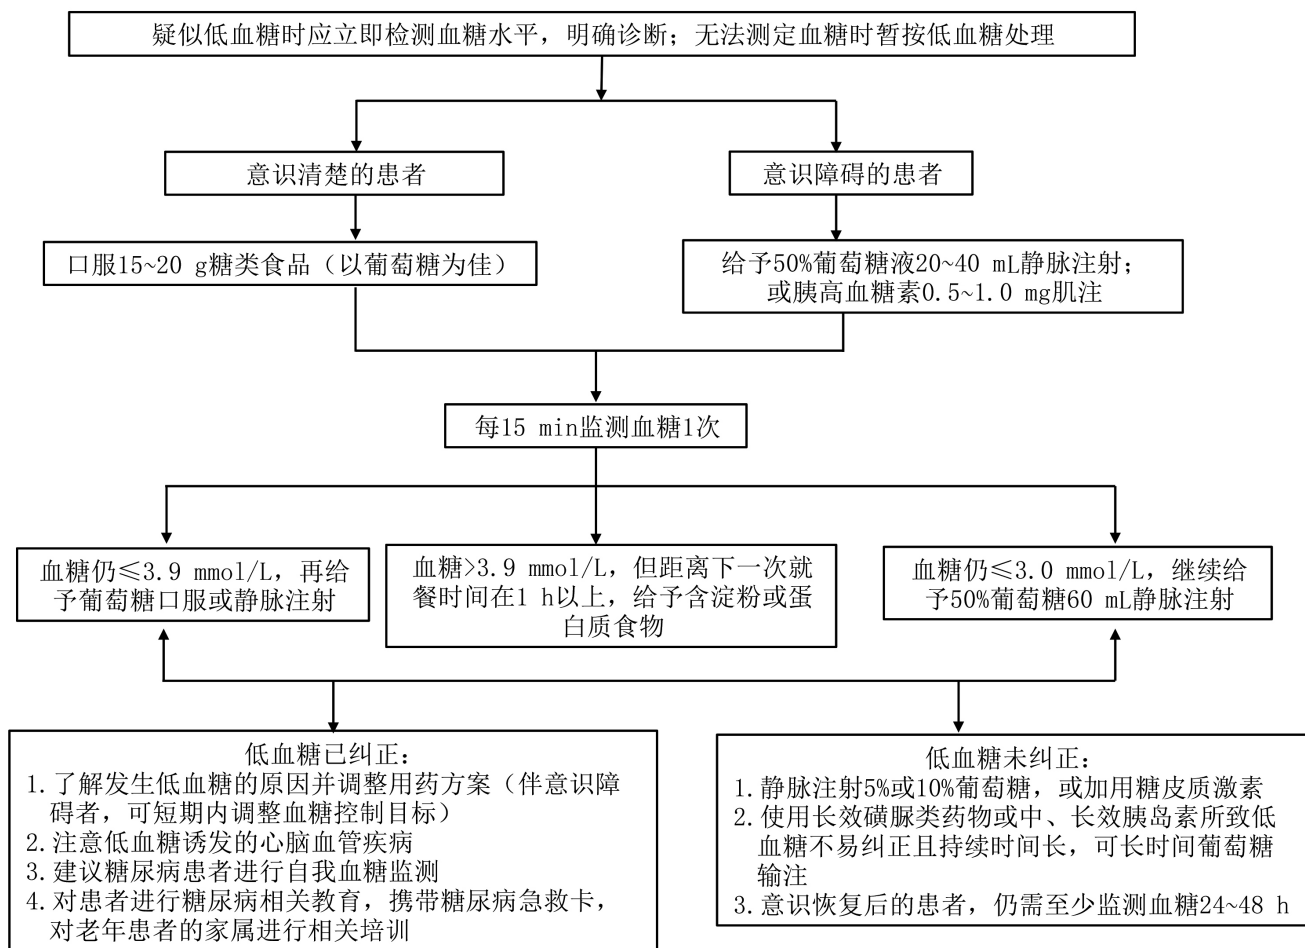 疑似低血糖时应立即检测血糖水平，明确诊断；无法测定血糖时暂按低血糖处理
意识清楚的患者
意识障碍的患者
口服15~20 g糖类食品（以葡萄糖为佳）
给予50%葡萄糖液20~40 mL静脉注射；
或胰高血糖素0.5~1.0 mg肌注
每15 min监测血糖1次
血糖仍≤3.9 mmol/L，再给
予葡萄糖口服或静脉注射
血糖>3.9 mmol/L，但距离下一次就
餐时间在1 h以上，给予含淀粉或蛋
白质食物
血糖仍≤3.0 mmol/L，继续给
予50%葡萄糖60 mL静脉注射
低血糖已纠正：
1. 了解发生低血糖的原因并调整用药方案（伴意识障
碍者，可短期内调整血糖控制目标）
2. 注意低血糖诱发的心脑血管疾病
3. 建议糖尿病患者进行自我血糖监测
4. 对患者进行糖尿病相关教育，携带糖尿病急救卡，
对老年患者的家属进行相关培训
低血糖未纠正：
1. 静脉注射5%或10%葡萄糖，或加用糖皮质激素
2. 使用长效磺脲类药物或中、长效胰岛素所致低
血糖不易纠正且持续时间长，可长时间葡萄糖
输注
3. 意识恢复后的患者，仍需至少监测血糖24~48 h